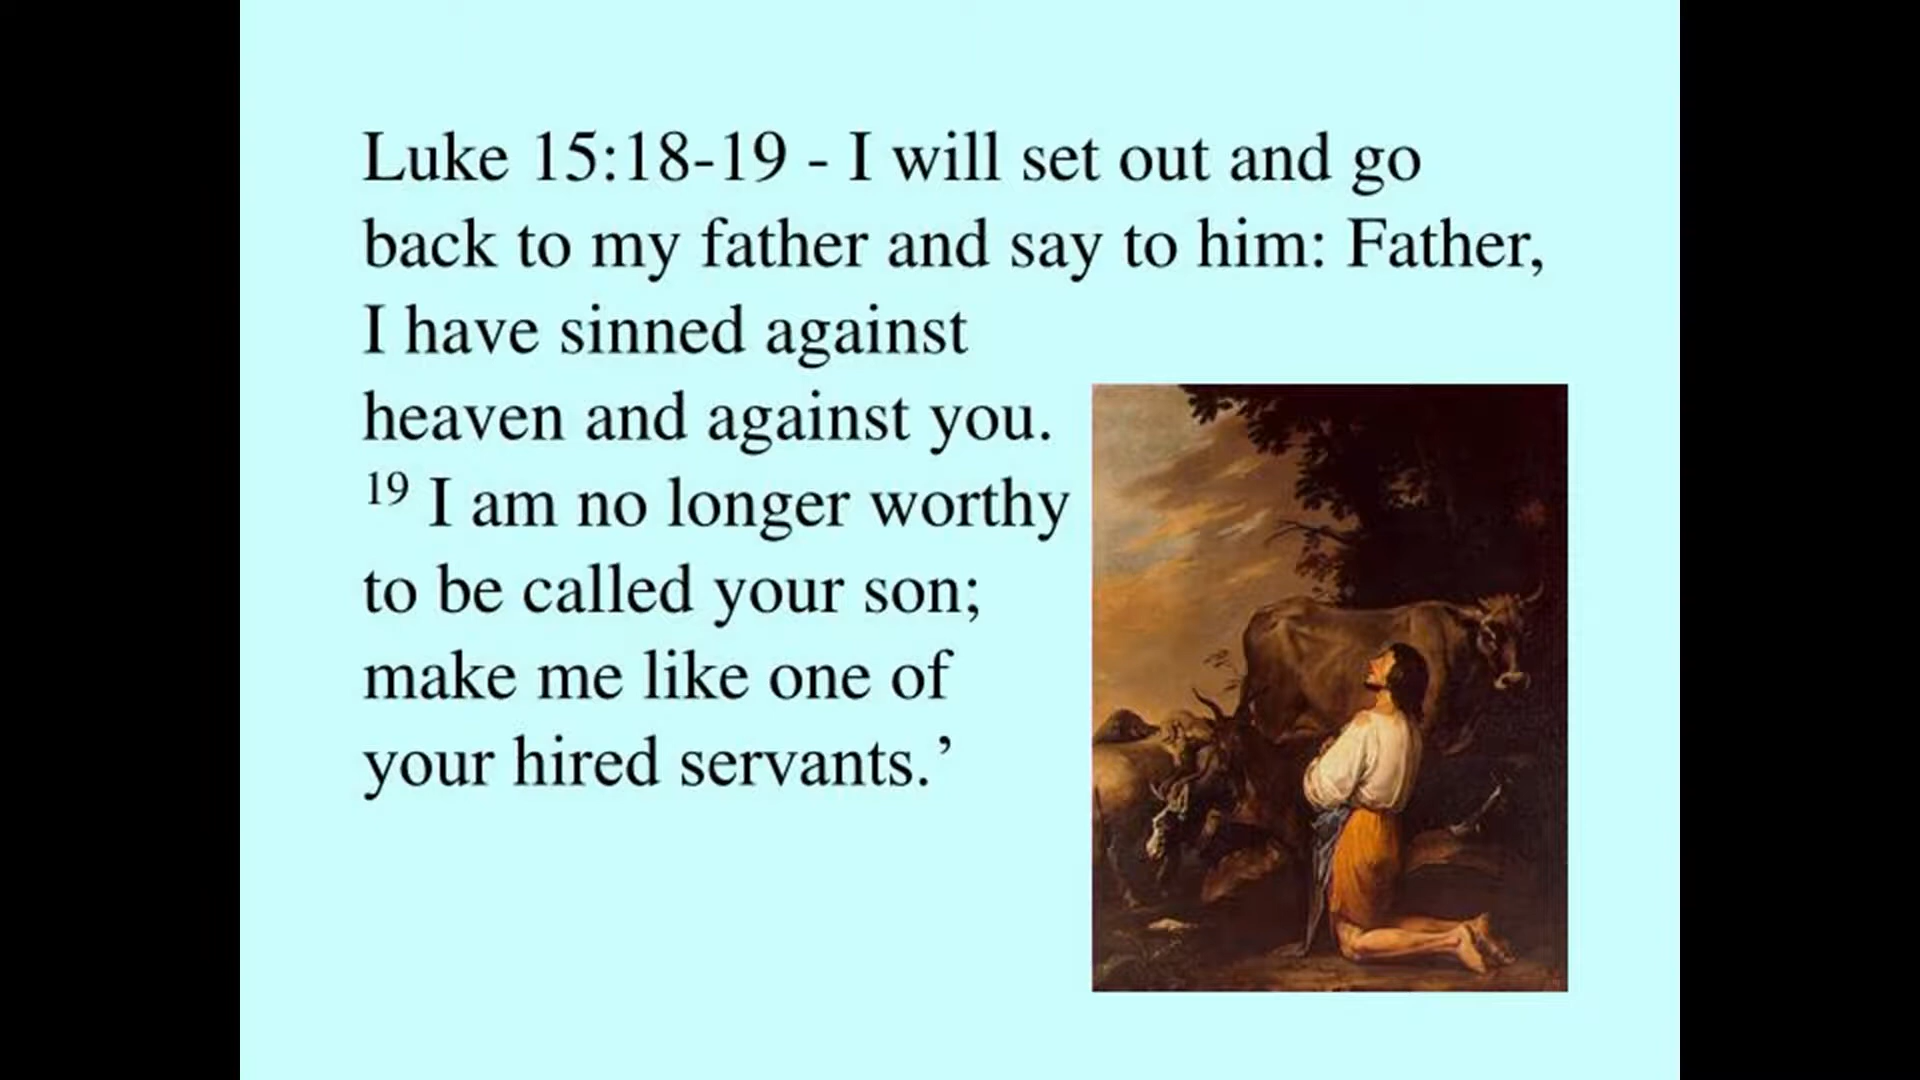 Luke 15:18-19 - I will set out and go
back to my father and say to him: Father,
I have sinned against
heaven and against you.
19 I am no longer worthy
to be called your son;
make me like one of
your hired servants.’